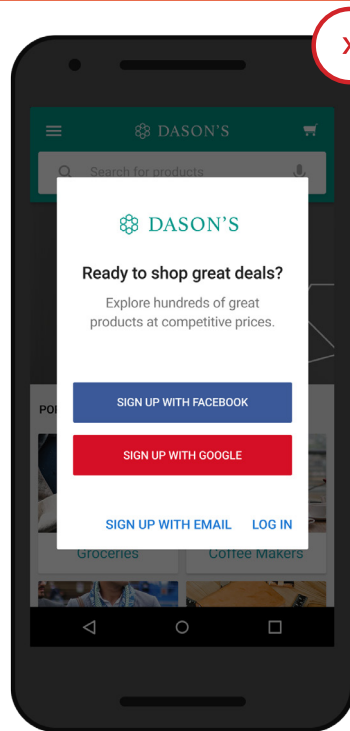 X
DASON'S
Search for products
DASON'S
Ready to shop great deals?
Explore hundreds of great
products at competitive prices.
POP
SIGN UP WITH FACEBOOK
SIGN UP WITH GOOGLE
SIGN UP WITH EMAIL LOG IN
Groceries Coffee Makers